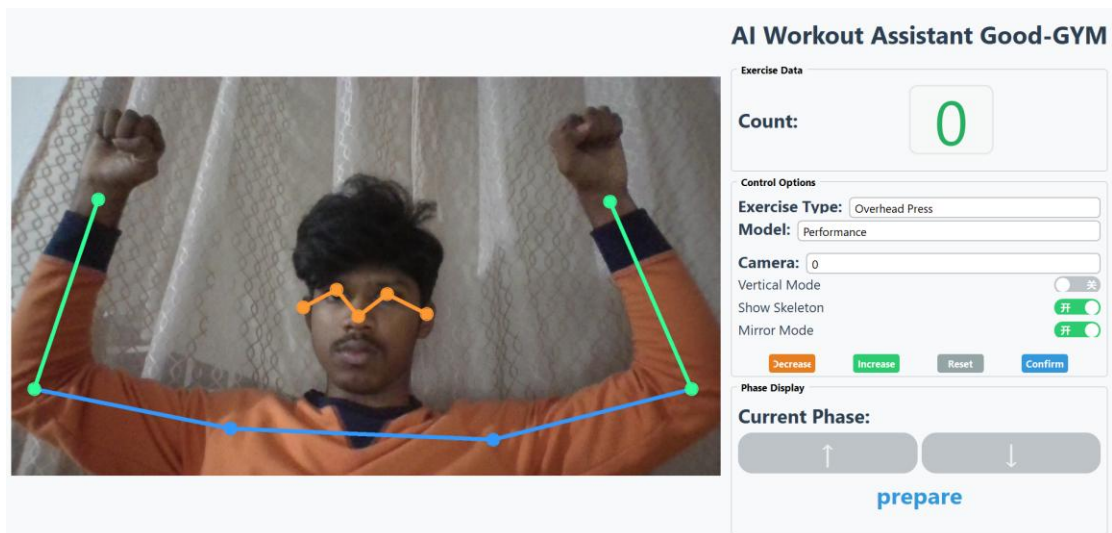 AI Workout Assistant Good-GYM
Exercise Data
Count:
0
Control Options
Exercise Type: Overhead Press
Model: Performance
Camera: 0
Vertical Mode 关
Show Skeleton 开
Mirror Mode 开
Decrease Increase Reset Confirm
Phase Display
Current Phase:
↑ ↓
prepare